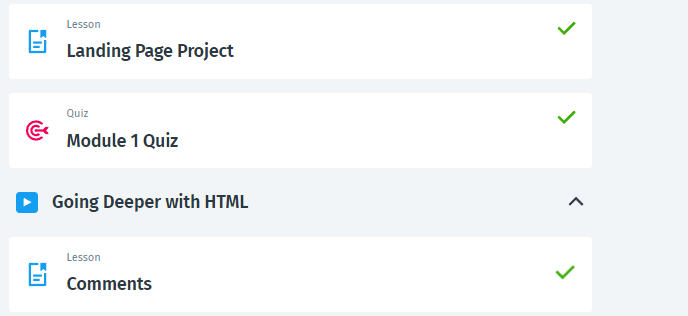 Lesson
Landing Page Project
Quiz
Module 1 Quiz
Going Deeper with HTML
Lesson
Comments